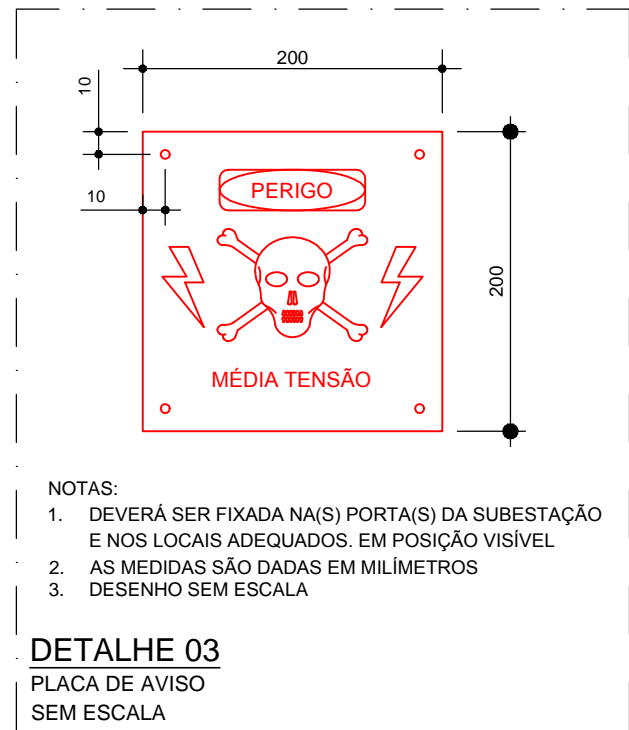 200
10
10
PERIGO
200
MÉDIA TENSÃO
NOTAS:
1. DEVERÁ SER FIXADA NA(S) PORTA(S) DA SUBESTAÇÃO
E NOS LOCAIS ADEQUADOS. EM POSIÇÃO VISÍVEL
2. AS MEDIDAS SÃO DADAS EM MILÍMETROS
3. DESENHO SEM ESCALA
DETALHE 03
PLACA DE AVISO
SEM ESCALA